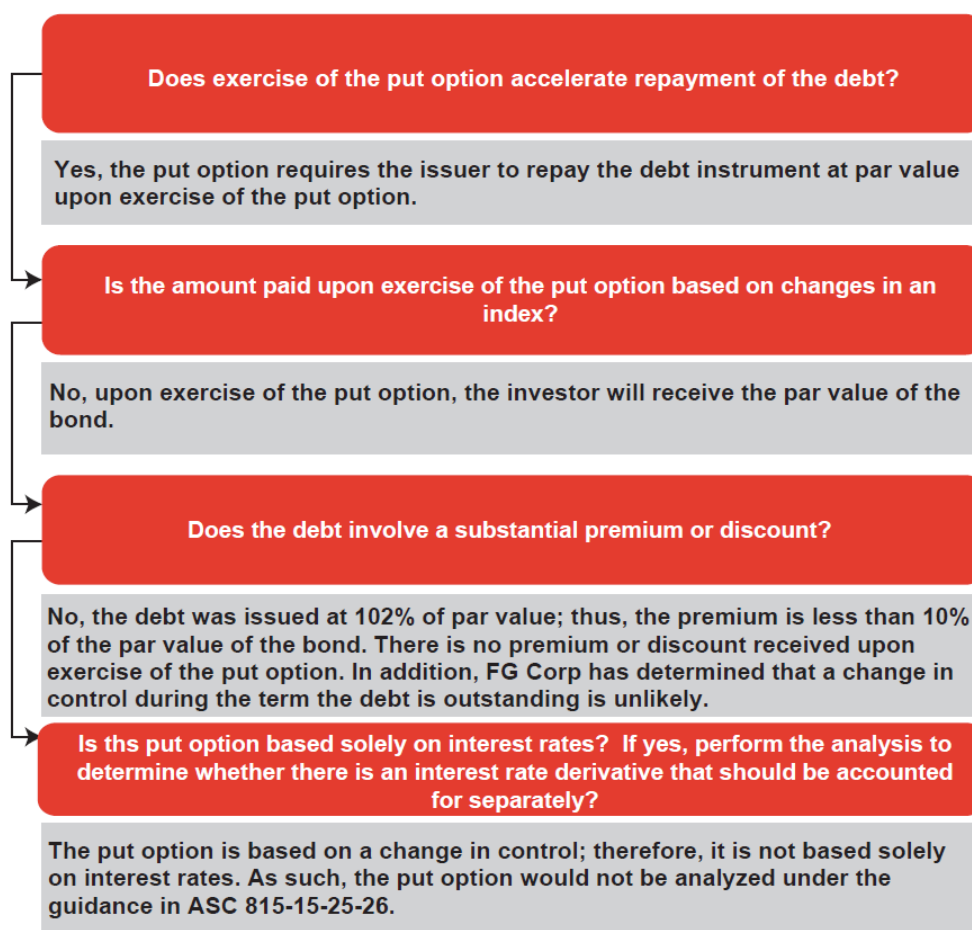 Does exercise of the put option accelerate repayment of the debt?
Yes, the put option requires the issuer to repay the debt instrument at par value
upon exercise of the put option.
Is the amount paid upon exercise of the put option based on changes in an
index?
No, upon exercise of the put option, the investor will receive the par value of the
bond.
Does the debt involve a substantial premium or discount?
No, the debt was issued at 102% of par value; thus, the premium is less than 10%
of the par value of the bond. There is no premium or discount received upon
exercise of the put option. In addition, FG Corp has determined that a change in
control during the term the debt is outstanding is unlikely.
Is ths put option based solely on interest rates? If yes, perform the analysis to
determine whether there is an interest rate derivative that should be accounted
for separately?
The put option is based on a change in control; therefore, it is not based solely
on interest rates. As such, the put option would not be analyzed under the
guidance in ASC 815-15-25-26.